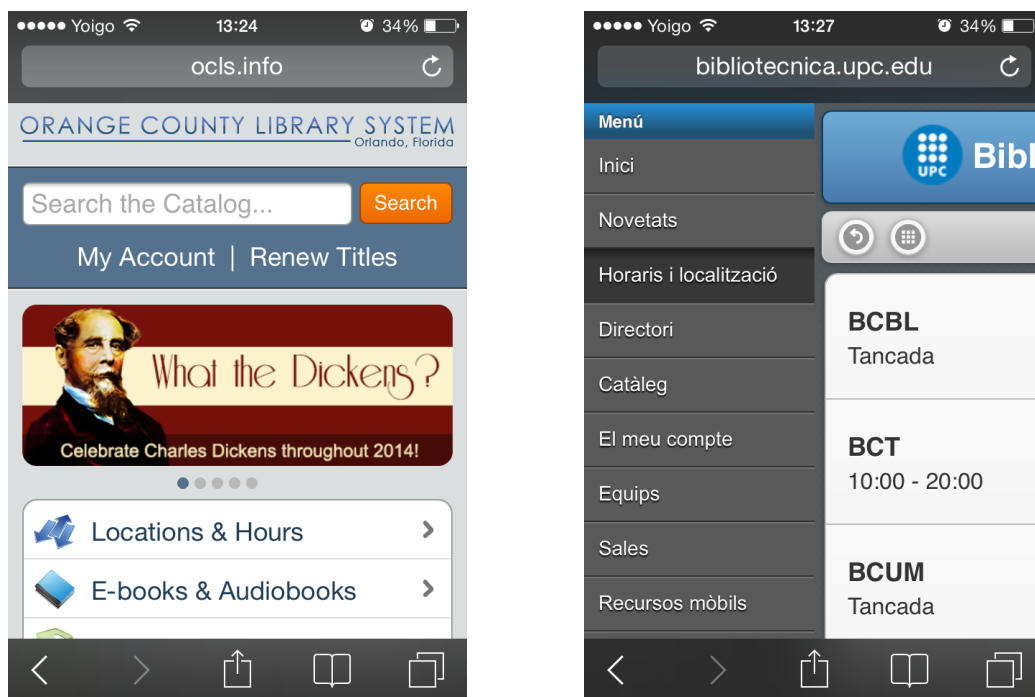 Yoigo 13:24 34%
ocls.info
ORANGE COUNTY LIBRARY SYSTEM
Orlando, Florida
Search the Catalog... Search
My Account | Renew Titles
What the Dickens?
Celebrate Charles Dickens throughout 2014!
Locations & Hours
E-books & Audiobooks
Yoigo 13:27 34%
bibliotecnica.upc.edu
Menú
Inici
Novetats
Horaris i localització
Directori
Catàleg
El meu compte
Equips
Sales
Recursos mòbils
UPC Bibl
BCBL
Tancada
BCT
10:00 - 20:00
BCUM
Tancada